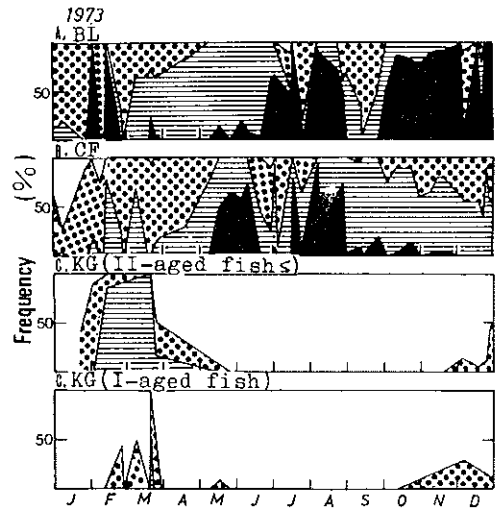 1973
A. BL
50
B. CF
50
C. KG(II-aged fish≤)
50
C. KG(I-aged fish)
50
J F M A M J J A S O N D
Frequency (%)